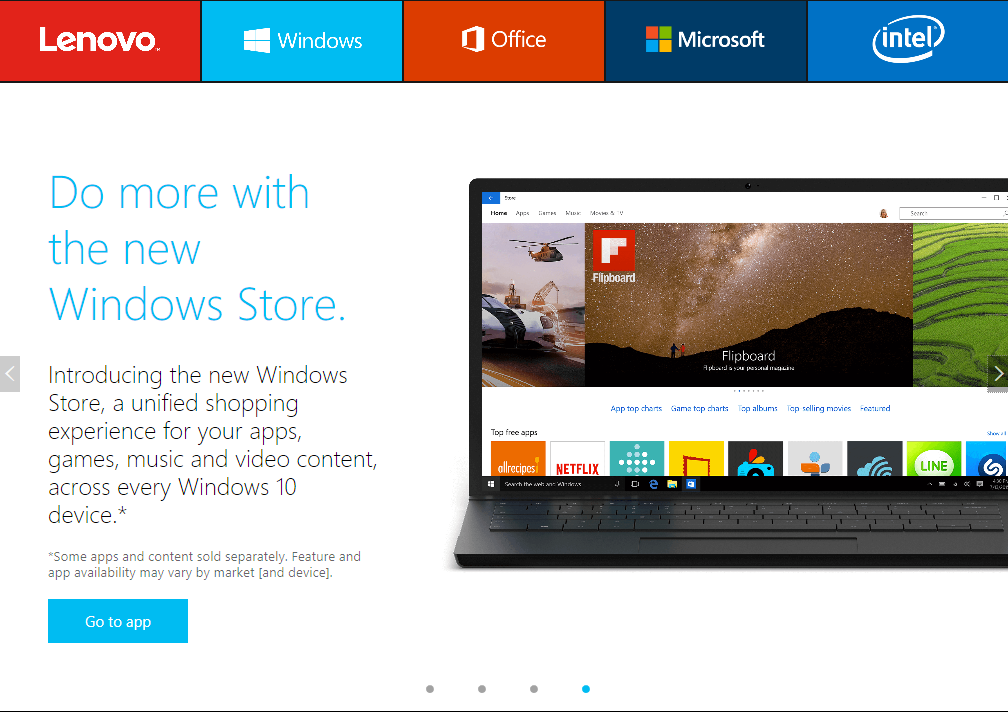 Lenovo™
Windows
Office
Microsoft
intel
Do more with
the new
Windows Store.
Introducing the new Windows
Store, a unified shopping
experience for your apps,
games, music and video content,
across every Windows 10
device.*
*Some apps and content sold separately. Feature and
app availability may vary by market [and device].
Go to app
Store
Home Apps Games Music Movies & TV
Search
Flipboard
Flipboard
Flipboard is your personal magazine
App top charts Game top charts Top albums Top selling movies Featured
Top free apps
Show all
allrecipes
NETFLIX
LINE
Search the web and Windows